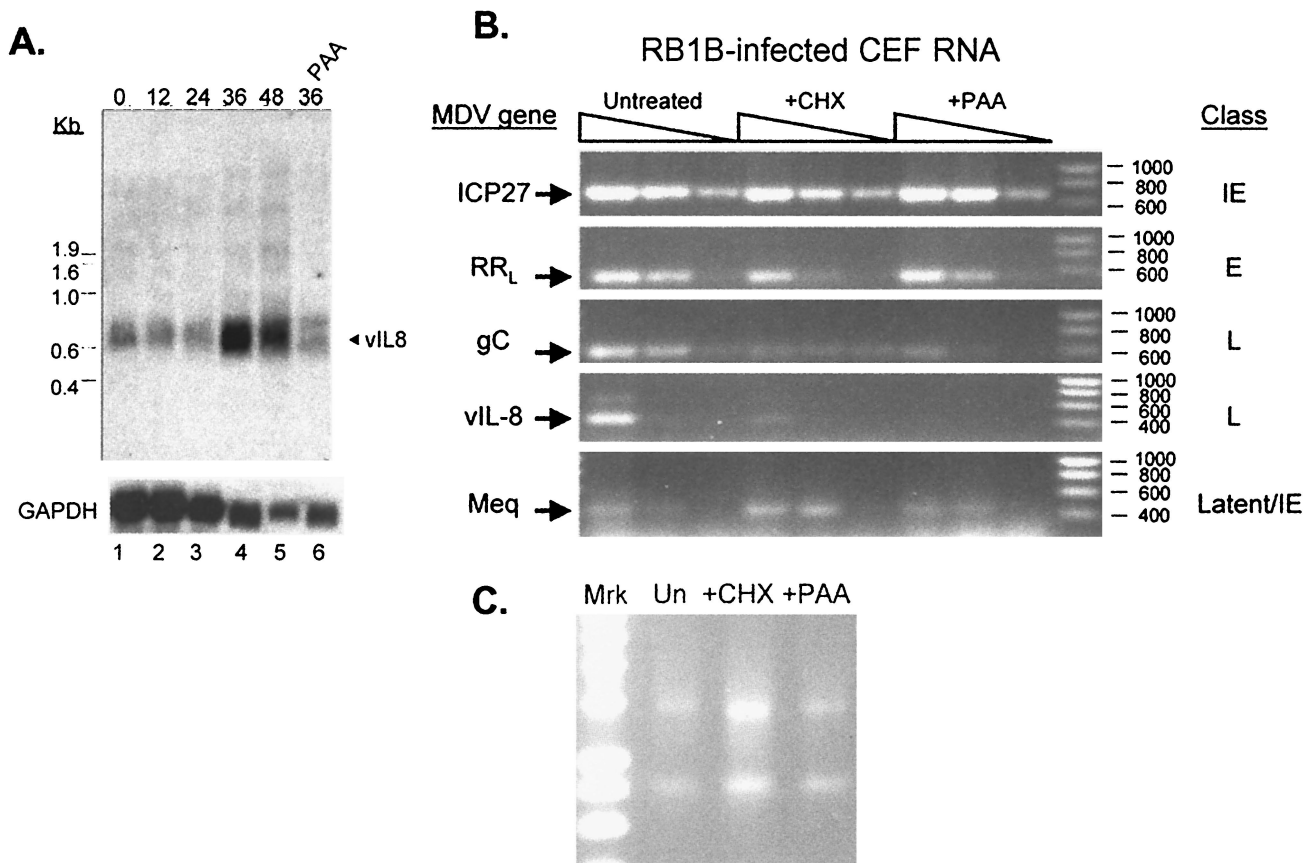 A.
PAA
0 12 24 36 48 36
Kb
1.9
1.6
1.0
0.6
0.4
vIL8
GAPDH
1 2 3 4 5 6
B.
RB1B-infected CEF RNA
MDV gene
Untreated +CHX +PAA
Class
ICP27
1000
800
600
IE
RRL
1000
800
600
E
gC
1000
800
600
L
vIL-8
1000
800
600
400
L
Meq
1000
800
600
400
Latent/IE
C.
Mrk Un +CHX +PAA